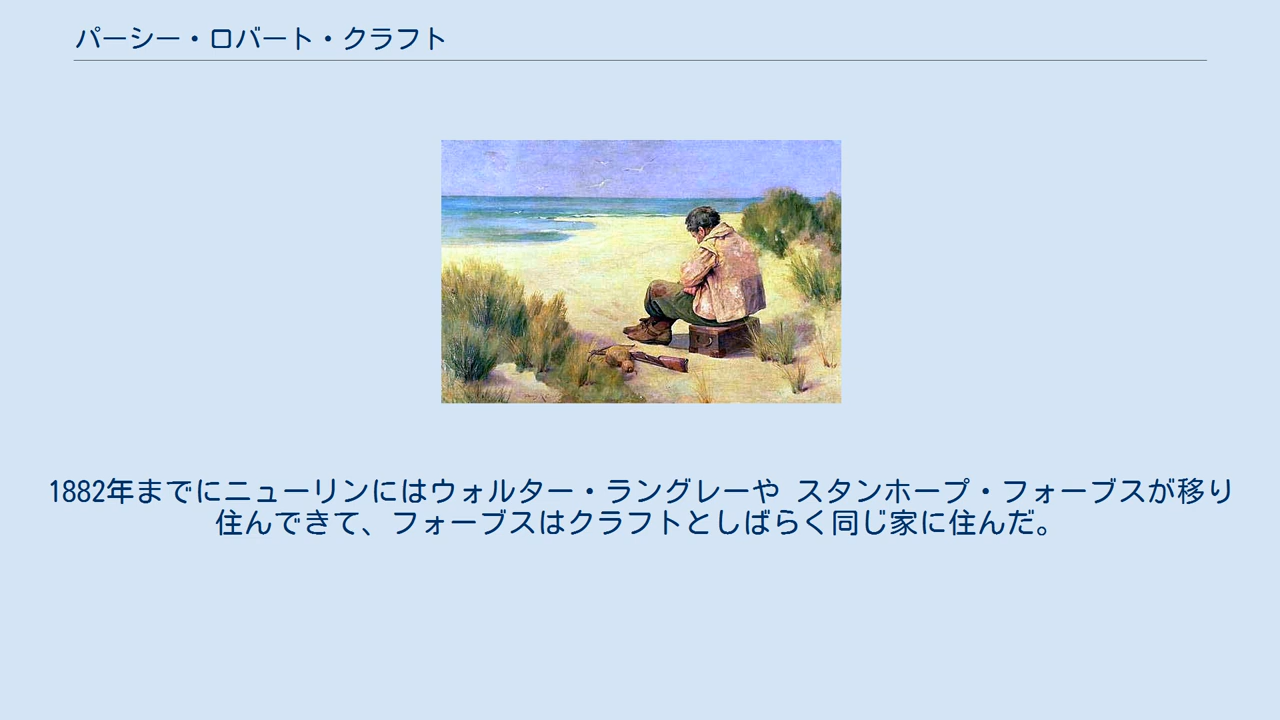 パーシー・ロバート・クラフト
1882年までにニューリンにはウォルター・ラングレーや スタンホープ・フォーブスが移り
住んできて、フォーブスはクラフトとしばらく同じ家に住んだ。